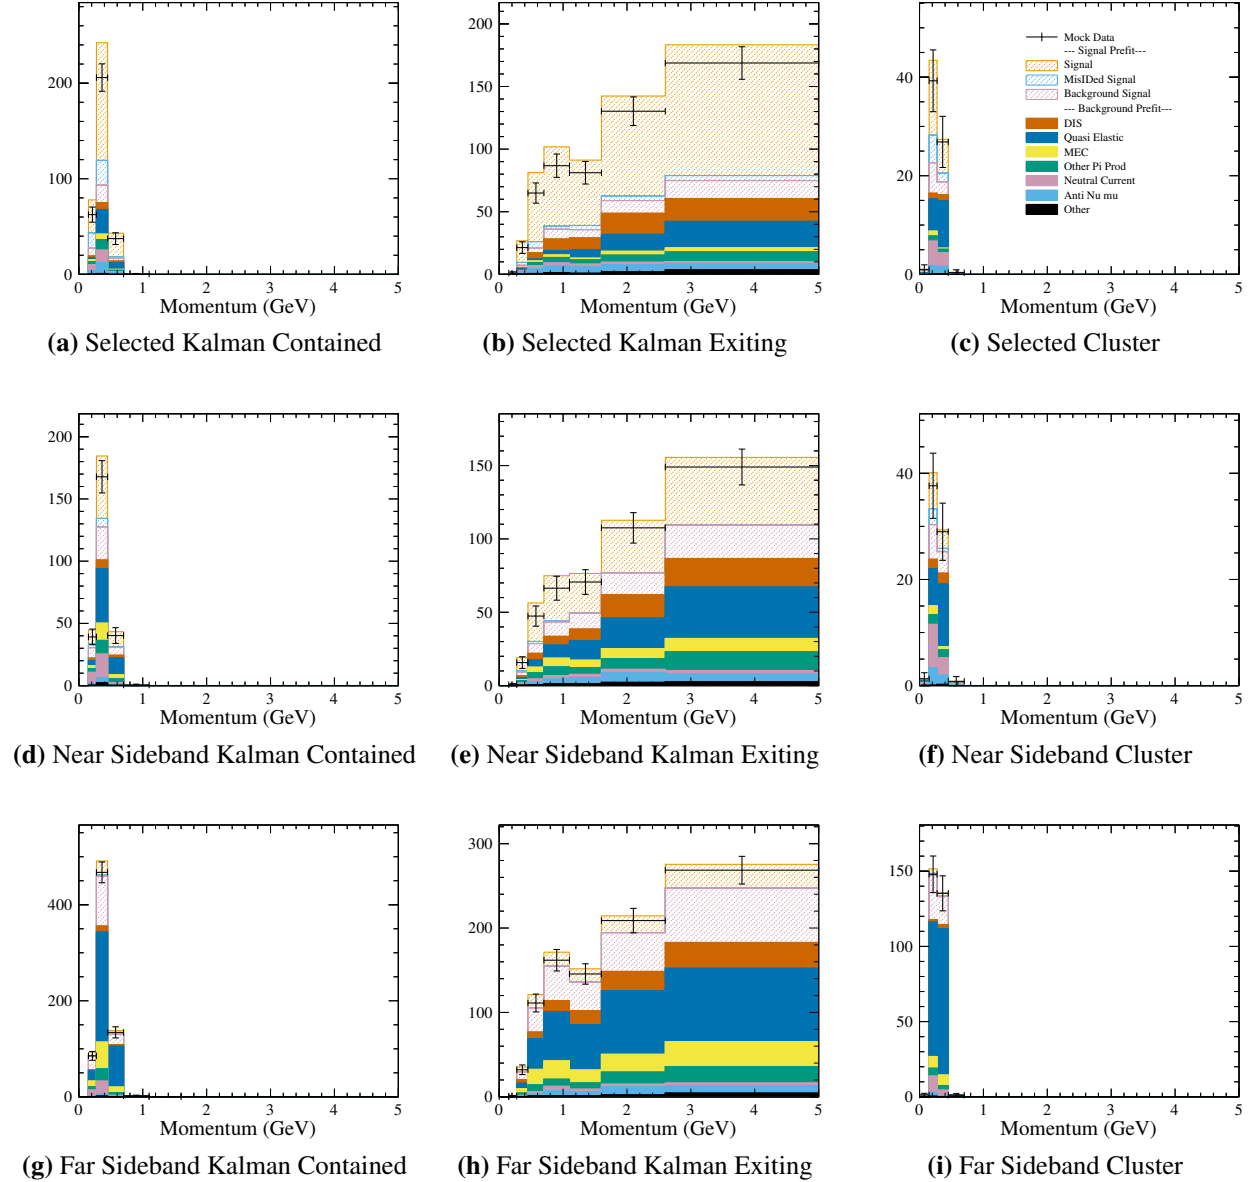 200
100
0
0
1
2
3
4
5
Momentum (GeV)
(a) Selected Kalman Contained
200
150
100
50
0
0
1
2
3
4
5
Momentum (GeV)
(b) Selected Kalman Exiting
40
20
0
0
1
2
3
4
5
Momentum (GeV)
Mock Data
--- Signal Prefit---
Signal
MisIDed Signal
Background Signal
--- Background Prefit---
DIS
Quasi Elastic
MEC
Other Pi Prod
Neutral Current
Anti Nu mu
Other
(c) Selected Cluster
200
150
100
50
0
0
1
2
3
4
5
Momentum (GeV)
(d) Near Sideband Kalman Contained
150
100
50
0
0
1
2
3
4
5
Momentum (GeV)
(e) Near Sideband Kalman Exiting
40
20
0
0
1
2
3
4
5
Momentum (GeV)
(f) Near Sideband Cluster
400
200
0
0
1
2
3
4
5
Momentum (GeV)
(g) Far Sideband Kalman Contained
300
200
100
0
0
1
2
3
4
5
Momentum (GeV)
(h) Far Sideband Kalman Exiting
150
100
50
0
0
1
2
3
4
5
Momentum (GeV)
(i) Far Sideband Cluster